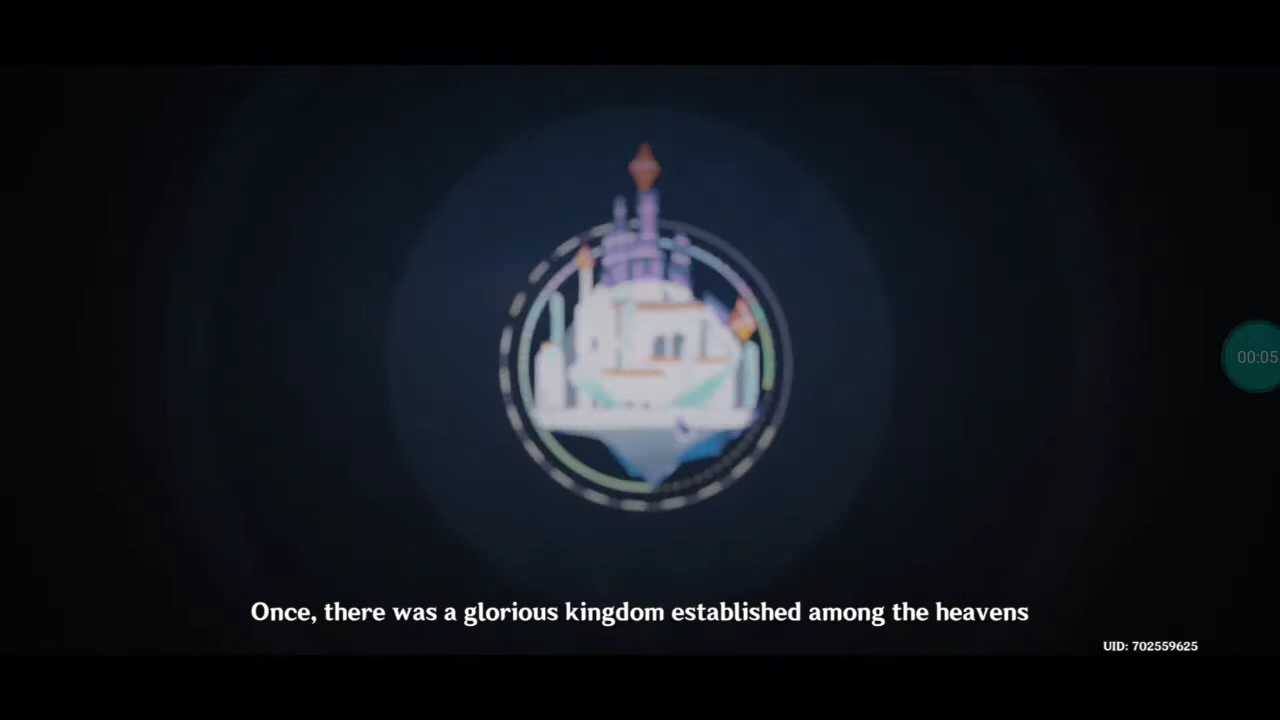 00:05
Once, there was a glorious kingdom established among the heavens
UID: 702559625